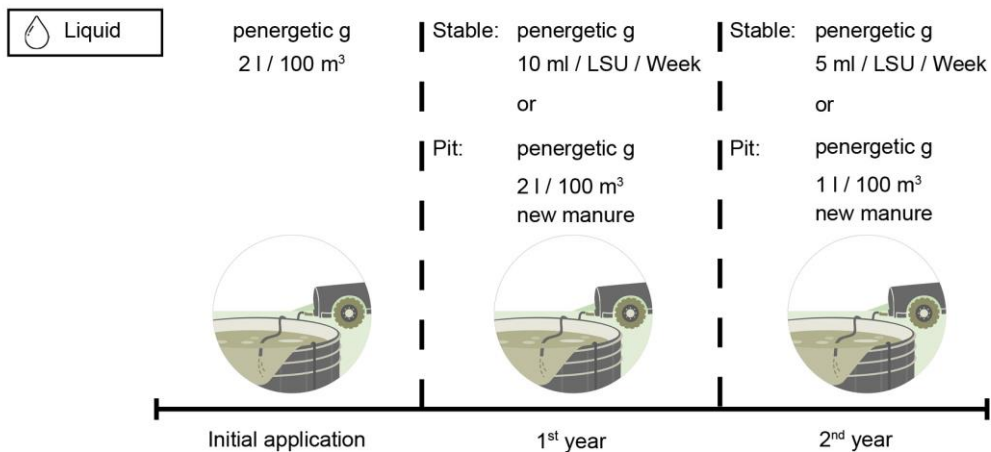 Liquid
penergetic g
2 l / 100 m³
Stable: penergetic g
10 ml / LSU / Week
or
Pit: penergetic g
2 l / 100 m³
new manure
Stable: penergetic g
5 ml / LSU / Week
or
Pit: penergetic g
1 l / 100 m³
new manure
Initial application
1st year
2nd year